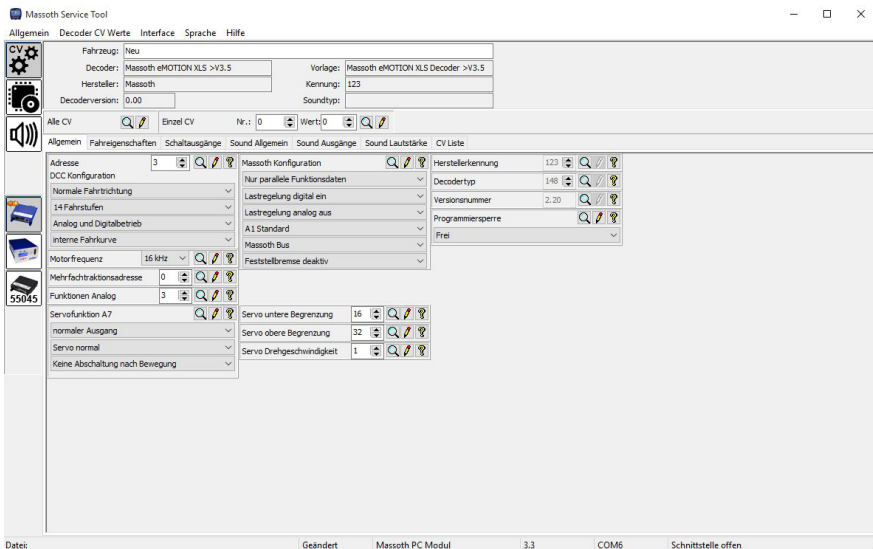 Massoth Service Tool
Allgemein Decoder CV Werte Interface Sprache Hilfe
CV
Fahrzeug: Neu
Decoder: Massoth eMOTION XLS >V3.5 Vorlage: Massoth eMOTION XLS Decoder >V3.5
Hersteller: Massoth Kennung: 123
Decoderversion: 0.00 Soundtyp:
Alle CV Einzel CV Nr.: 0 Wert: 0
Allgemein Fahreigenschaften Schaltausgänge Sound Allgemein Sound Ausgänge Sound Lautstärke CV Liste
Adresse 3 Massoth Konfiguration Herstellerkennung 123
DCC Konfiguration Nur parallele Funktionsdaten Decodertyp 148
Normale Fahrtrichtung Lastregelung digital ein Versionsnummer 2.20
14 Fahrstufen Lastregelung analog aus Programmiersperre
Analog und Digitalbetrieb A1 Standard Frei
interne Fahrkurve Massoth Bus
Motorfrequenz 16 kHz Feststellbremse deaktiv
Mehrfachtraktionsadresse 0
Funktionen Analog 3
55045
Servofunktion A7 Servo untere Begrenzung 16
normaler Ausgang Servo obere Begrenzung 32
Servo normal Servo Drehgeschwindigkeit 1
Keine Abschaltung nach Bewegung
Datei: Geändert Massoth PC Modul 3.3 COM6 Schnittstelle offen